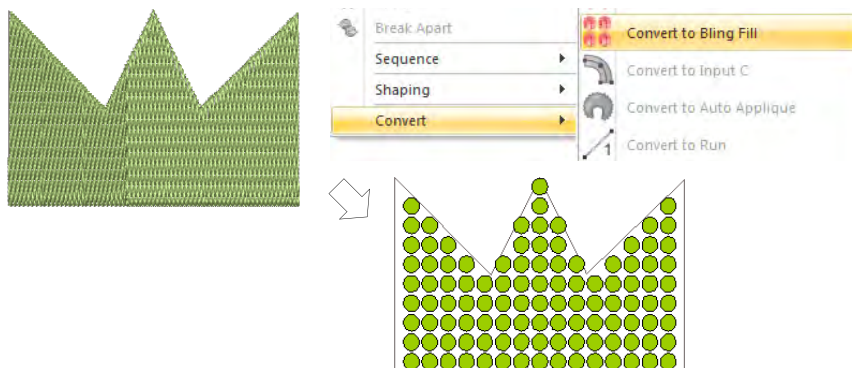 Break Apart
Sequence
Shaping
Convert
Convert to Bling Fill
Convert to Input C
Convert to Auto Applique
1 Convert to Run